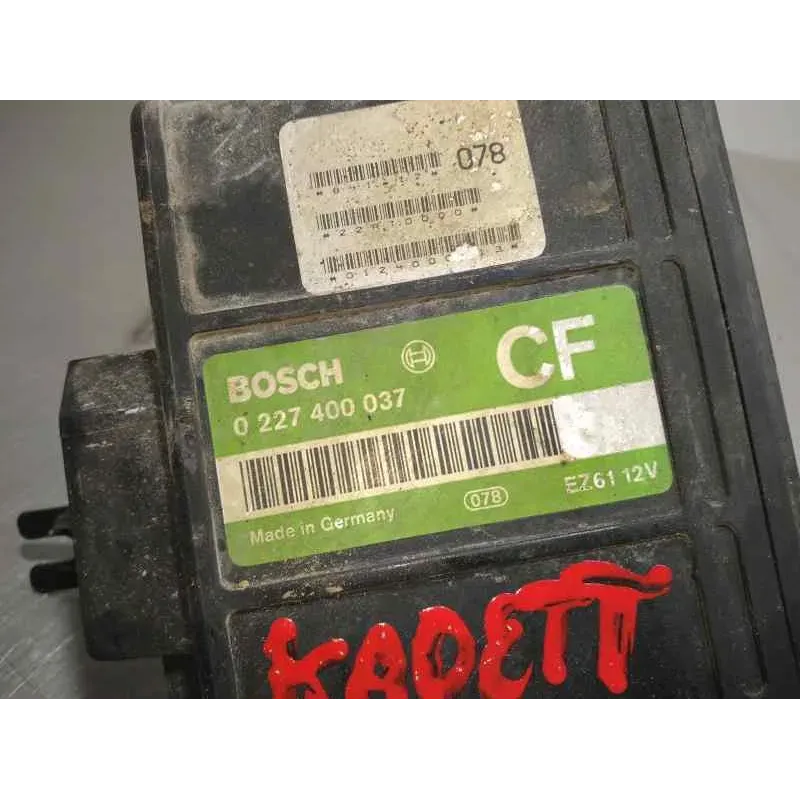 078
BOSCH
CF
0 227 400 037
EZ61 12V
078
Made in Germany
KADETT